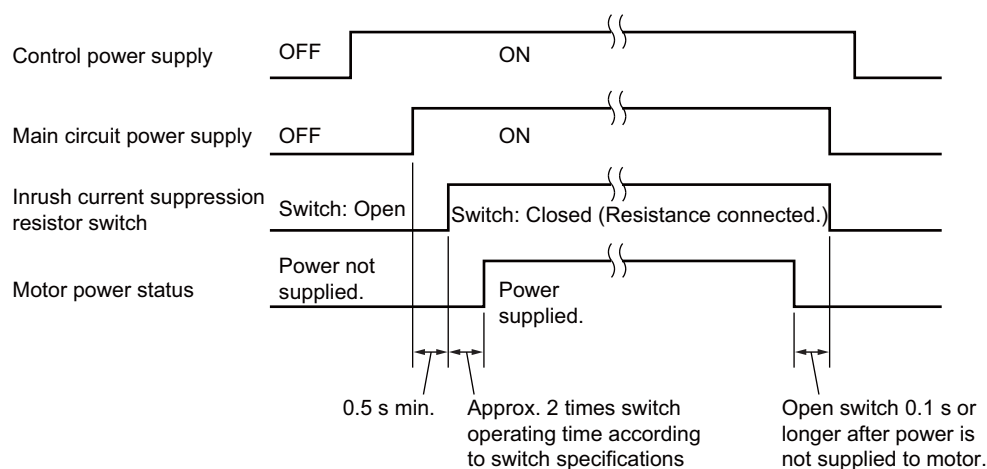 Control power supply
OFF
ON
Main circuit power supply
OFF
ON
Inrush current suppression
resistor switch
Switch: Open
Switch: Closed (Resistance connected.)
Motor power status
Power not
supplied.
Power
supplied.
0.5 s min.
Approx. 2 times switch
operating time according
to switch specifications
Open switch 0.1 s or
longer after power is
not supplied to motor.